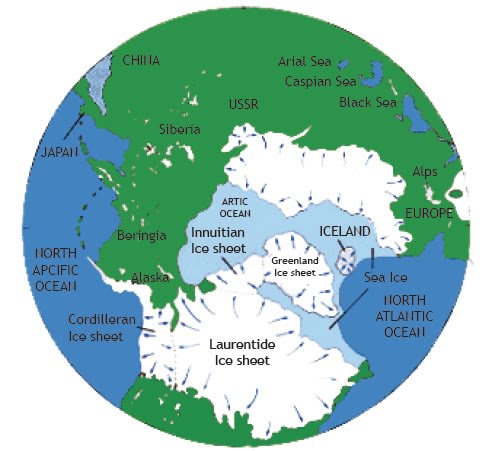 CHINA
Arial Sea
Caspian Sea
Black Sea
USSR
Siberia
JAPAN
Alps
ARTIC
OCEAN
EUROPE
Beringia
Innuitian
Ice sheet
ICELAND
Greenland
Ice sheet
NORTH
APCIFIC
OCEAN
Alaska
Sea Ice
NORTH
ATLANTIC
OCEAN
Cordilleran
Ice sheet
Laurentide
Ice sheet